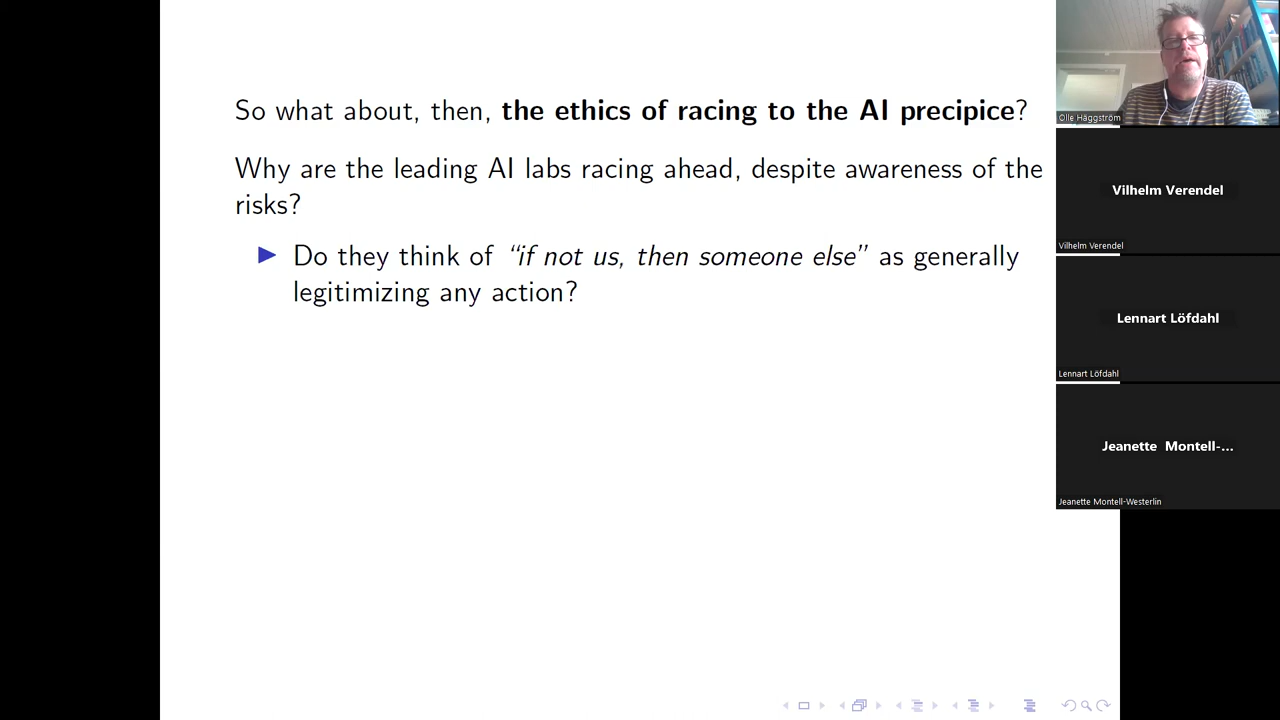 So what about, then, the ethics of racing to the AI precipice?
Why are the leading AI labs racing ahead, despite awareness of the
risks?
Do they think of “if not us, then someone else” as generally
legitimizing any action?
Olle Häggström
Vilhelm Verendel
Vilhelm Verendel
Lennart Löfdahl
Lennart Löfdahl
Jeanette Montell-...
Jeanette Montell-Westerlin